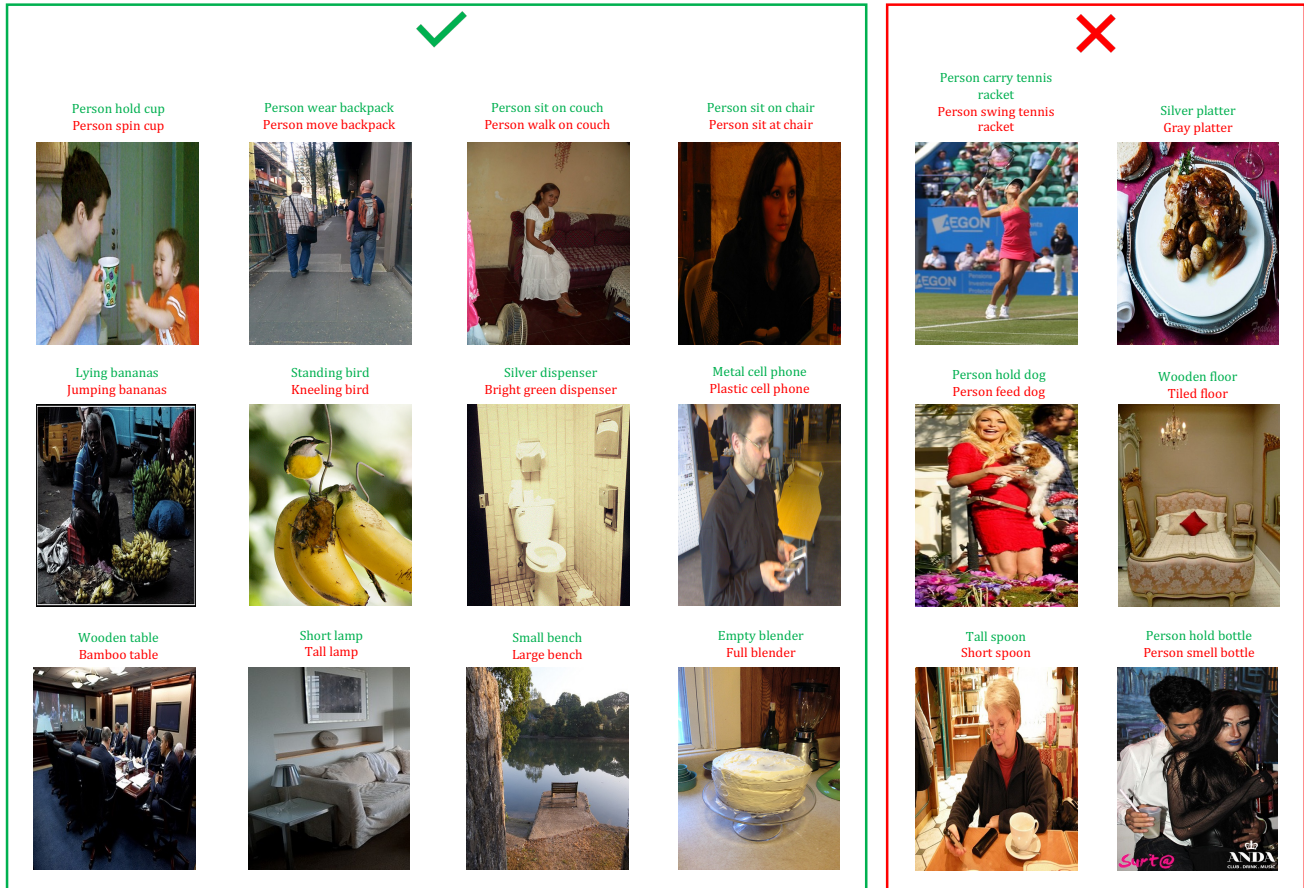 Person hold cup
Person spin cup
Person wear backpack
Person move backpack
Person sit on couch
Person walk on couch
Person sit on chair
Person sit at chair
Person carry tennis
racket
Person swing tennis
racket
Silver platter
Gray platter
AEGON
AEGON
Frabisa
Lying bananas
Jumping bananas
Standing bird
Kneeling bird
Silver dispenser
Bright green dispenser
Metal cell phone
Plastic cell phone
Person hold dog
Person feed dog
Wooden floor
Tiled floor
Wooden table
Bamboo table
Short lamp
Tall lamp
Small bench
Large bench
Empty blender
Full blender
Tall spoon
Short spoon
Person hold bottle
Person smell bottle
Surt@
ANDA
CLUB . DRINK . MUSIC